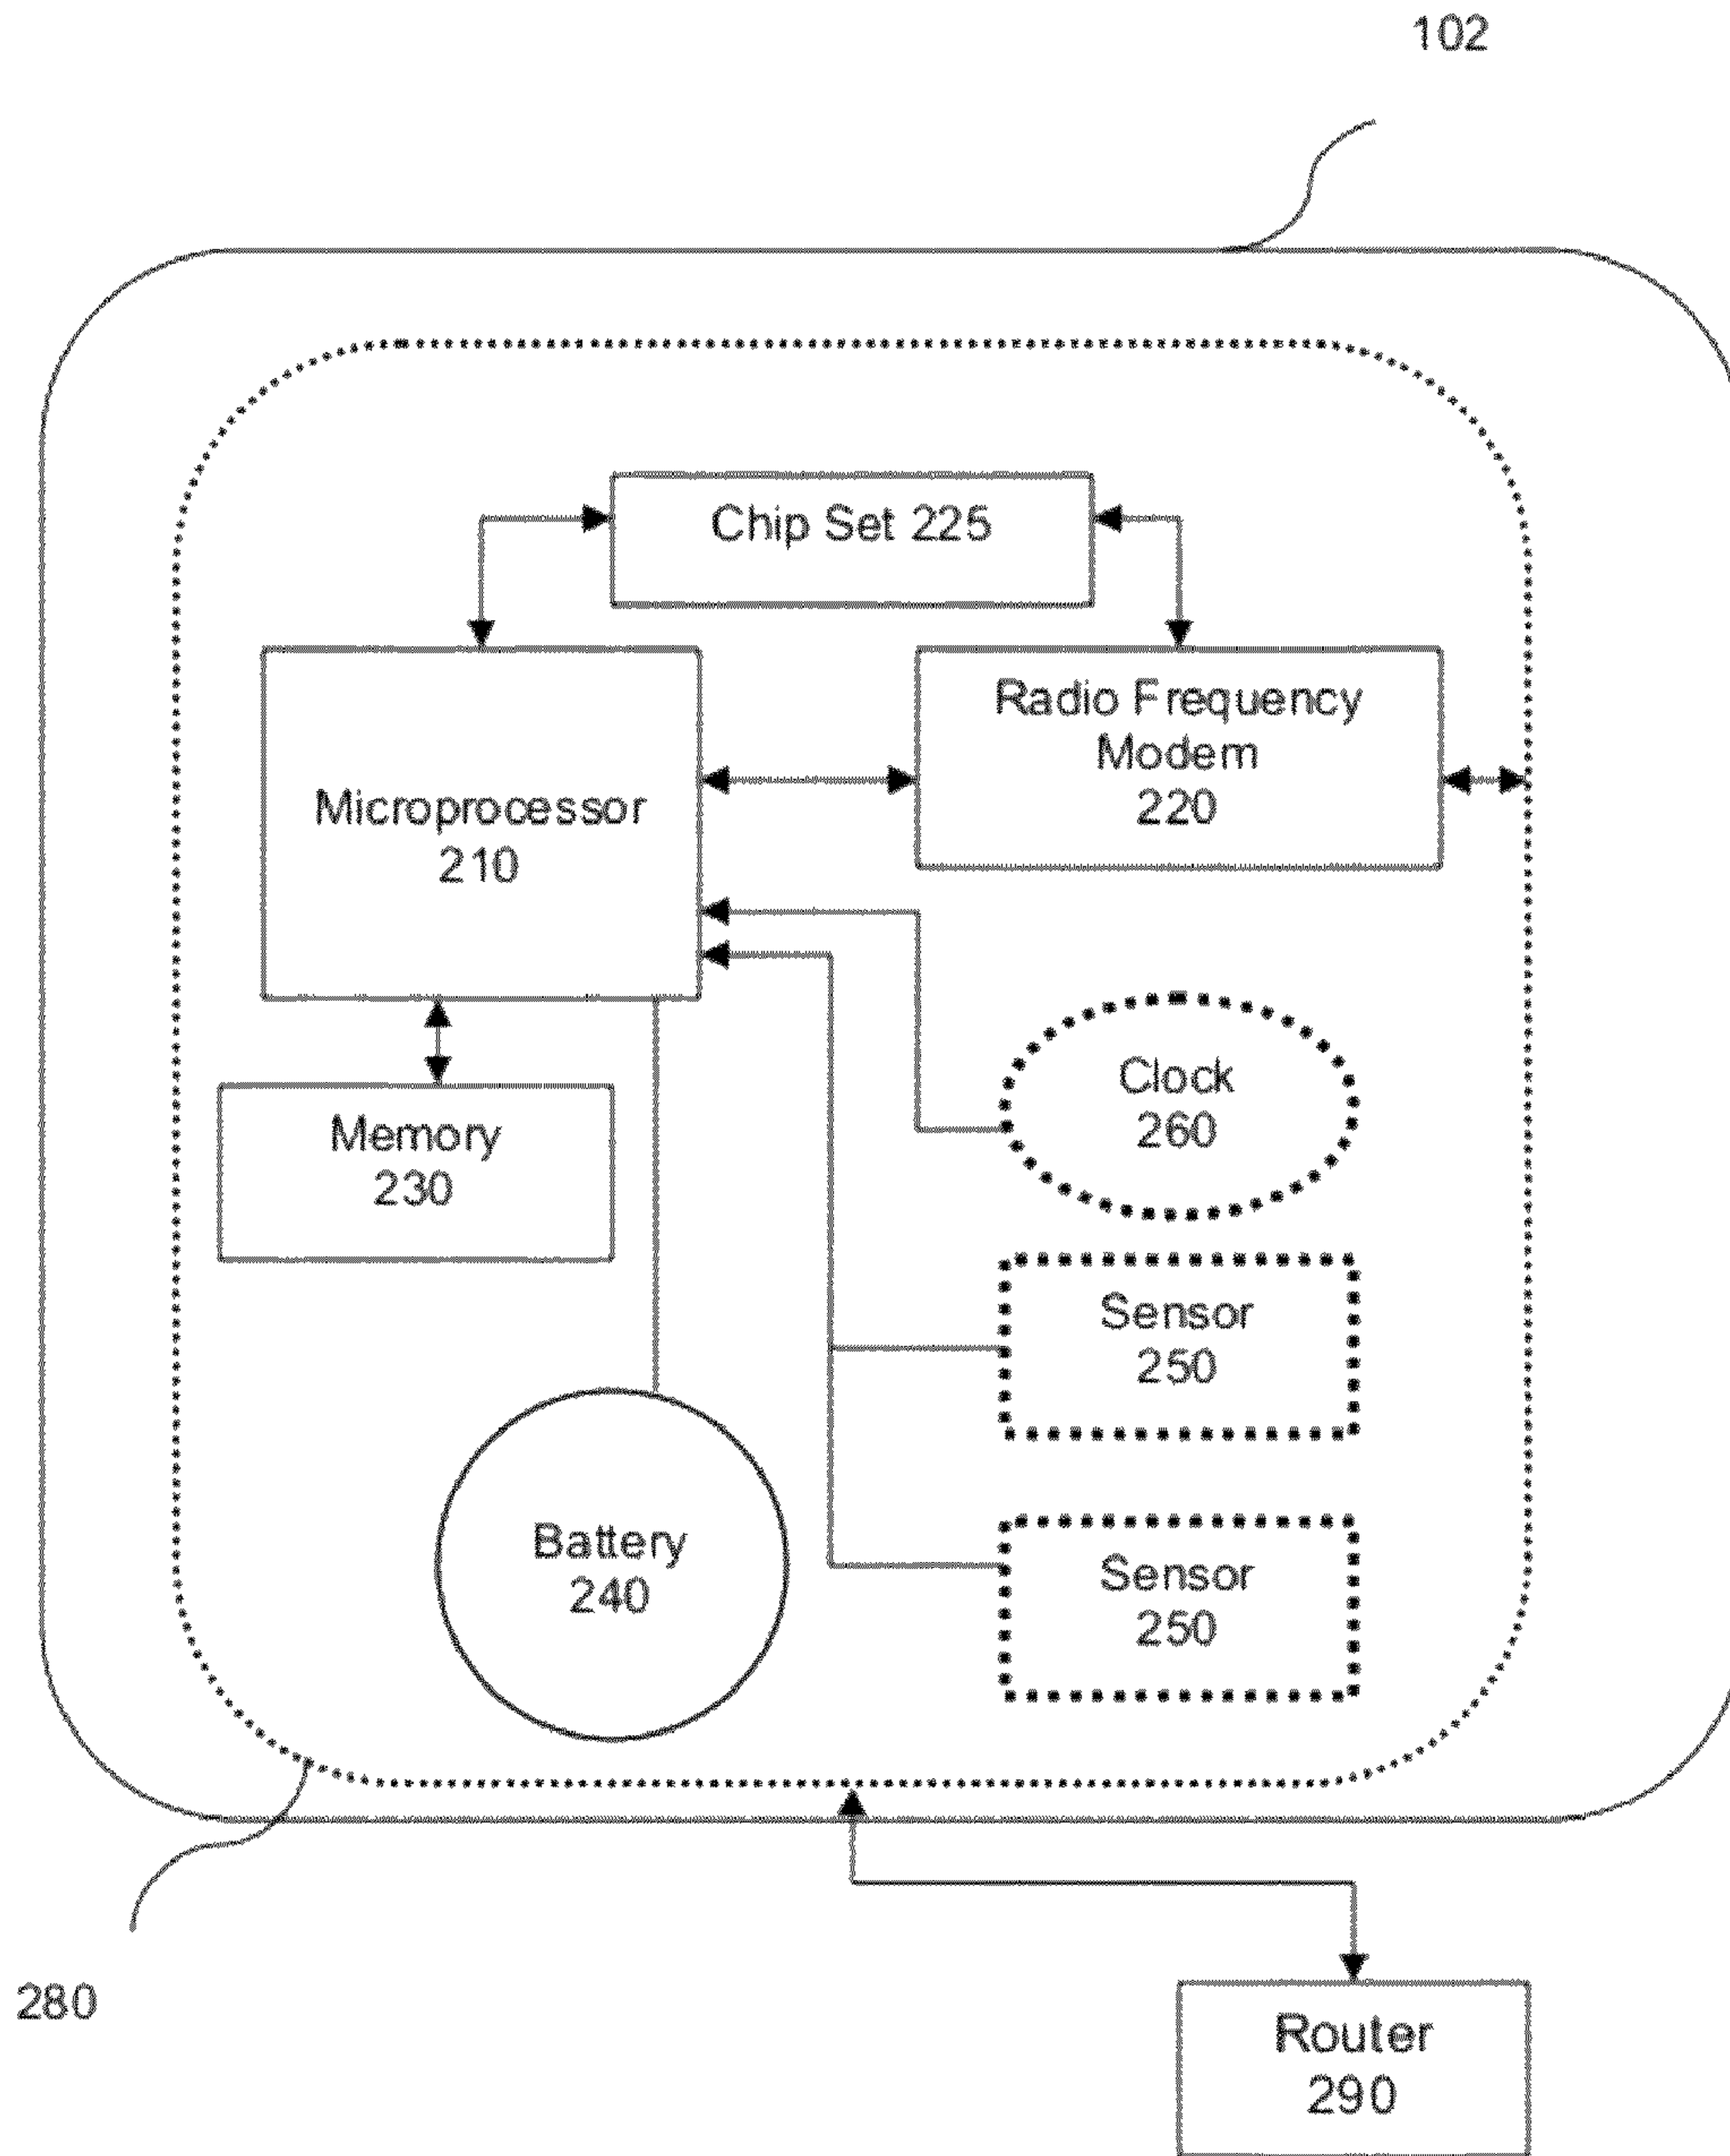 102
Chip Set 225
Radio Frequency
Modem
220
Microprocessor
210
Clock
260
Memory
230
Sensor
250
Battery
240
Sensor
250
280
Router
290